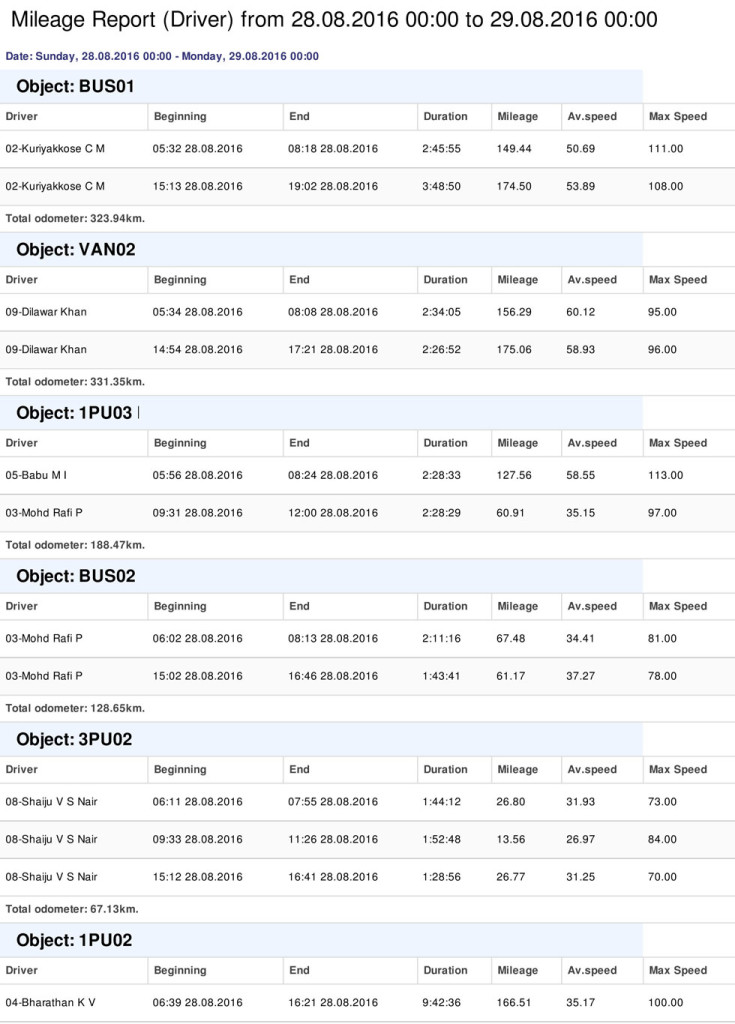 Mileage Report (Driver) from 28.08.2016 00:00 to 29.08.2016 00:00
Date: Sunday, 28.08.2016 00:00 - Monday, 29.08.2016 00:00
Object: BUS01
Driver Beginning End Duration Mileage Av.speed Max Speed
02-Kuriyakkose C M 05:32 28.08.2016 08:18 28.08.2016 2:45:55 149.44 50.69 111.00
02-Kuriyakkose C M 15:13 28.08.2016 19:02 28.08.2016 3:48:50 174.50 53.89 108.00
Total odometer: 323.94km.
Object: VAN02
Driver Beginning End Duration Mileage Av.speed Max Speed
09-Dilawar Khan 05:34 28.08.2016 08:08 28.08.2016 2:34:05 156.29 60.12 95.00
09-Dilawar Khan 14:54 28.08.2016 17:21 28.08.2016 2:26:52 175.06 58.93 96.00
Total odometer: 331.35km.
Object: 1PU03
Driver Beginning End Duration Mileage Av.speed Max Speed
05-Babu M I 05:56 28.08.2016 08:24 28.08.2016 2:28:33 127.56 58.55 113.00
03-Mohd Rafi P 09:31 28.08.2016 12:00 28.08.2016 2:28:29 60.91 35.15 97.00
Total odometer: 188.47km.
Object: BUS02
Driver Beginning End Duration Mileage Av.speed Max Speed
03-Mohd Rafi P 06:02 28.08.2016 08:13 28.08.2016 2:11:16 67.48 34.41 81.00
03-Mohd Rafi P 15:02 28.08.2016 16:46 28.08.2016 1:43:41 61.17 37.27 78.00
Total odometer: 128.65km.
Object: 3PU02
Driver Beginning End Duration Mileage Av.speed Max Speed
08-Shaiju V S Nair 06:11 28.08.2016 07:55 28.08.2016 1:44:12 26.80 31.93 73.00
08-Shaiju V S Nair 09:33 28.08.2016 11:26 28.08.2016 1:52:48 13.56 26.97 84.00
08-Shaiju V S Nair 15:12 28.08.2016 16:41 28.08.2016 1:28:56 26.77 31.25 70.00
Total odometer: 67.13km.
Object: 1PU02
Driver Beginning End Duration Mileage Av.speed Max Speed
04-Bharathan K V 06:39 28.08.2016 16:21 28.08.2016 9:42:36 166.51 35.17 100.00